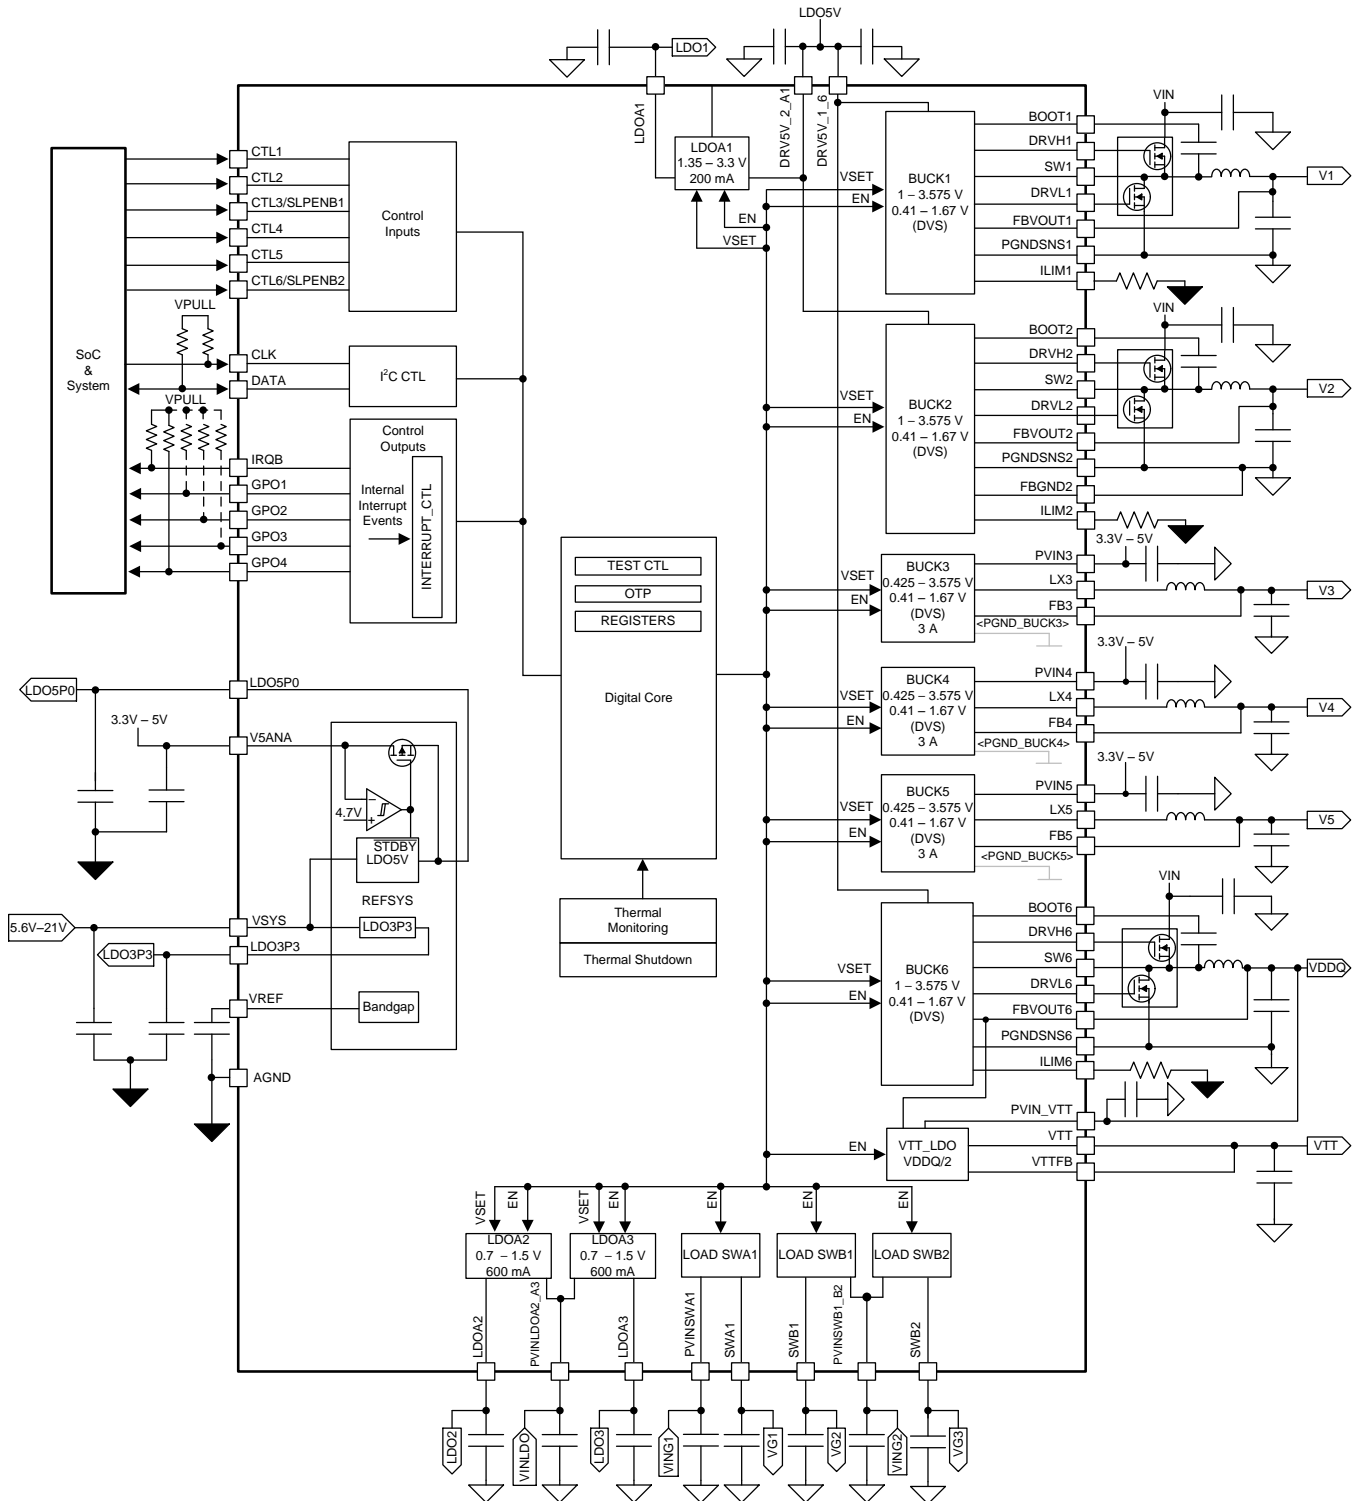 LDO5V
LDO1
LDOA1
DRV5V_2_A1
DRV5V_1_6
LDOA1
1.35 – 3.3 V
200 mA
EN
VSET
SoC
&
System
CTL1
CTL2
CTL3/SLPENB1
CTL4
CTL5
CTL6/SLPENB2
Control
Inputs
VPULL
CLK
DATA
I²C CTL
VPULL
IRQB
GPO1
GPO2
GPO3
GPO4
Control
Outputs
Internal
Interrupt
Events
INTERRUPT_CTL
TEST CTL
OTP
REGISTERS
Digital Core
Thermal
Monitoring
Thermal Shutdown
LDO5P0
LDO5P0
3.3V – 5V
V5ANA
4.7V
–
+
STDBY
LDO5V
REFSYS
5.6V–21V
VSYS
LDO3P3
LDO3P3
LDO3P3
VREF
Bandgap
AGND
VSET
EN
BUCK1
1 – 3.575 V
0.41 – 1.67 V
(DVS)
BOOT1
DRVH1
SW1
DRVL1
FBVOUT1
PGNDSNS1
ILIM1
VIN
V1
VSET
EN
BUCK2
1 – 3.575 V
0.41 – 1.67 V
(DVS)
BOOT2
DRVH2
SW2
DRVL2
FBVOUT2
PGNDSNS2
FBGND2
ILIM2
VIN
V2
VSET
EN
BUCK3
0.425 – 3.575 V
0.41 – 1.67 V
(DVS)
3 A
PVIN3
LX3
FB3
<PGND_BUCK3>
3.3V – 5V
V3
VSET
EN
BUCK4
0.425 – 3.575 V
0.41 – 1.67 V
(DVS)
3 A
PVIN4
LX4
FB4
<PGND_BUCK4>
3.3V – 5V
V4
VSET
EN
BUCK5
0.425 – 3.575 V
0.41 – 1.67 V
(DVS)
3 A
PVIN5
LX5
FB5
<PGND_BUCK5>
3.3V – 5V
V5
VSET
EN
BUCK6
1 – 3.575 V
0.41 – 1.67 V
(DVS)
BOOT6
DRVH6
SW6
DRVL6
FBVOUT6
PGNDSNS6
ILIM6
VIN
VDDQ
EN
VTT_LDO
VDDQ/2
PVIN_VTT
VTT
VTTFB
VTT
VSET
EN
VSET
EN
EN
EN
EN
LDOA2
0.7 – 1.5 V
600 mA
LDOA3
0.7 – 1.5 V
600 mA
LOAD SWA1
LOAD SWB1
LOAD SWB2
LDOA2
PVINLDOA2_A3
LDOA3
PVINSWA1
SWA1
SWB1
PVINSWB1_B2
SWB2
LDO2
VINLDO
LDO3
VING1
VG1
VG2
VING2
VG3